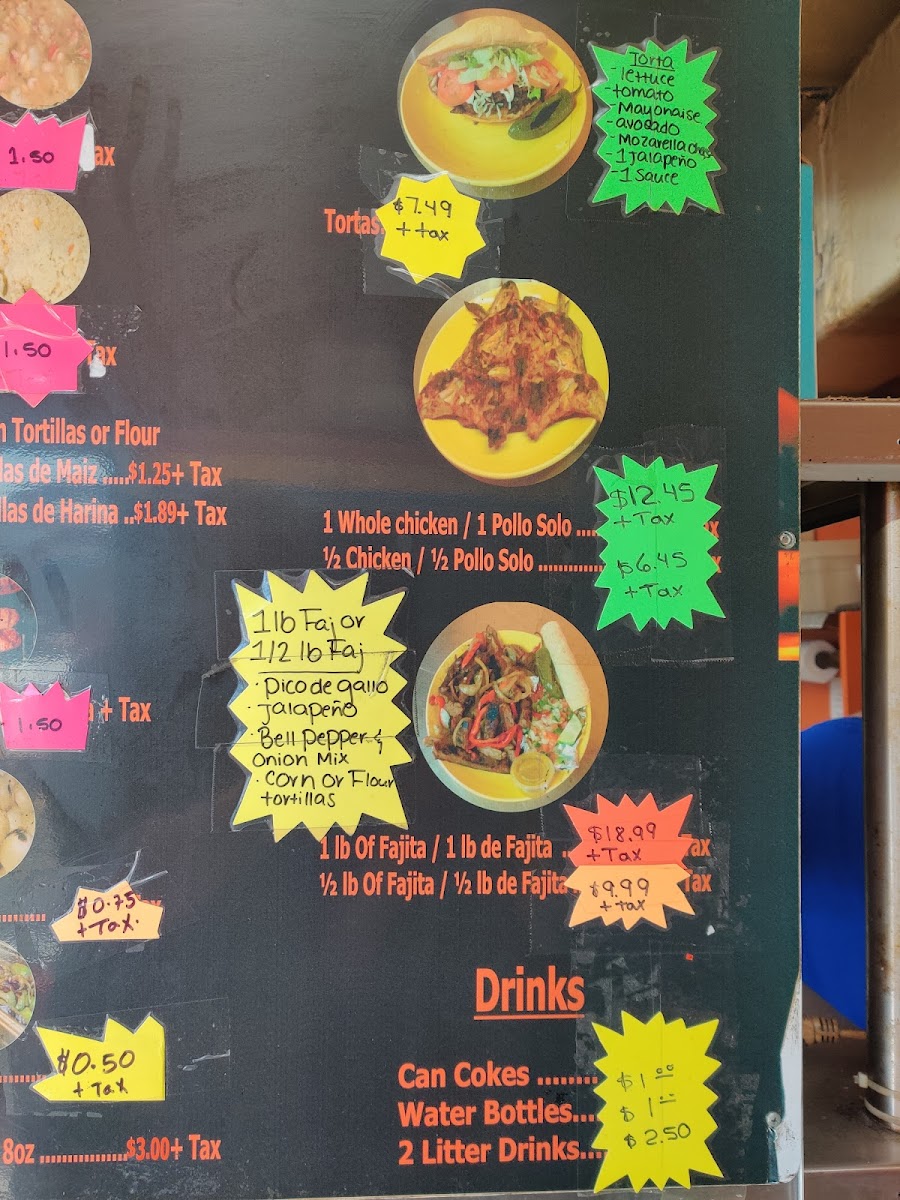 1.50
ax
1.50
Tax
Tortillas or Flour
de Maiz .....$1.25+ Tax
de Harina ..$1.89+ Tax
1.50
+ Tax
$0.75
+ Tax.
$0.50
+ Tax
8oz .................$3.00+ Tax
Torta
-lettuce
-tomato
-Mayonaise
-avosado
-Mozarella
-1 Jalapeño
-1 Sauce
Tortas
$7.49
+ tax
1 Whole chicken / 1 Pollo Solo ....
$12.45
+ Tax
½ Chicken / ½ Pollo Solo ............
$6.45
+ Tax
1 lb Faj or
1/2 lb Faj
· Pico de gallo
· Jalapeño
· Bell Pepper &
Onion Mix
· Corn or Flour
tortillas
1 lb Of Fajita / 1 lb de Fajita
$18.99
+ Tax
ax
½ lb Of Fajita / ½ lb de Fajita
$9.99
+ tax
Tax
Drinks
Can Cokes ........ $1.00
Water Bottles.... $1.00
2 Litter Drinks... $2.50